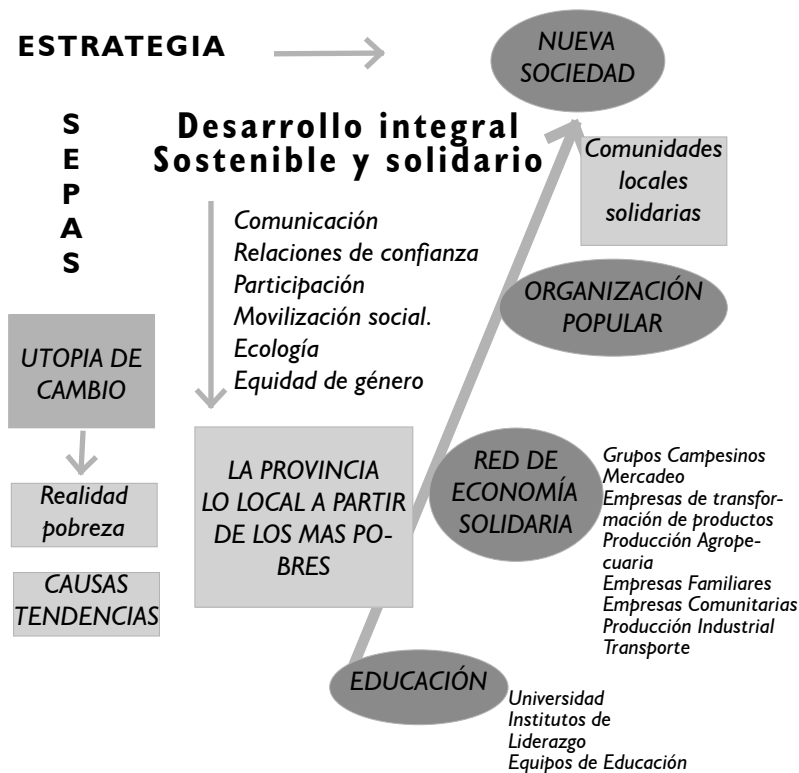 ESTRATEGIA
NUEVA
SOCIEDAD
S
E
P
A
S
Desarrollo integral
Sostenible y solidario
Comunidades
locales
solidarias
Comunicación
Relaciones de confianza
Participación
Movilización social.
Ecología
Equidad de género
ORGANIZACIÓN
POPULAR
UTOPIA DE
CAMBIO
Realidad
pobreza
CAUSAS
TENDENCIAS
LA PROVINCIA
LO LOCAL A PARTIR
DE LOS MAS PO-
BRES
RED DE
ECONOMÍA
SOLIDARIA
Grupos Campesinos
Mercadeo
Empresas de transfor-
mación de productos
Producción Agrope-
cuaria
Empresas Familiares
Empresas Comunitarias
Producción Industrial
Transporte
EDUCACIÓN
Universidad
Institutos de
Liderazgo
Equipos de Educación